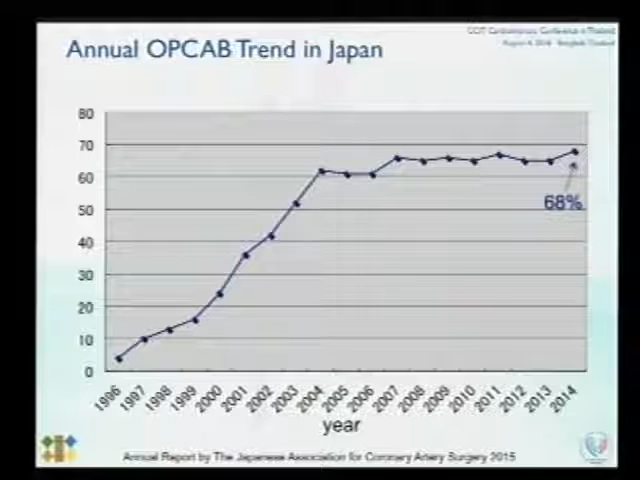 Annual OPCAB Trend in Japan
80
70
60
50
40
30
20
10
0
68%
1996 1997 1998 1999 2000 2001 2002 2003 2004 2005 2006 2007 2008 2009 2010 2011 2012 2013 2014
year
Annual Report by The Japanese Association for Coronary Artery Surgery 2015